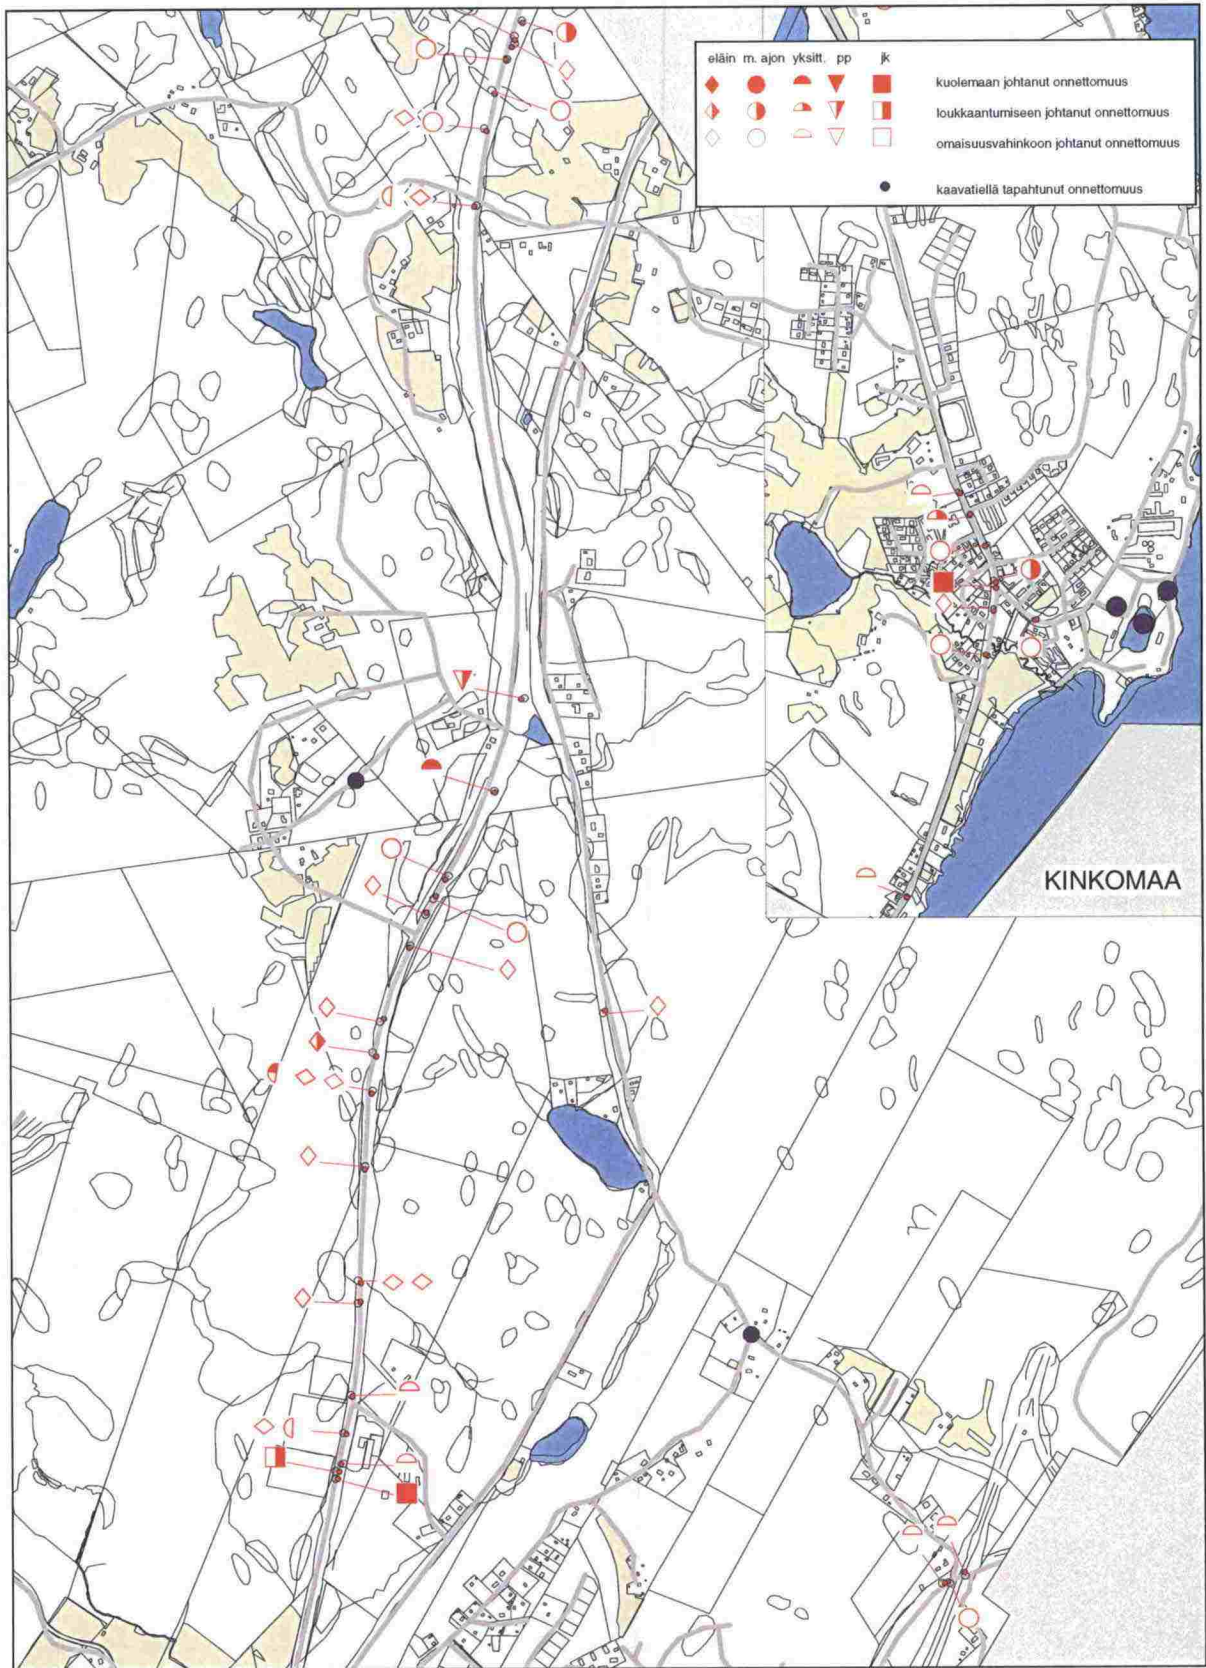 eläin m. ajon yksitt. pp jk
kuolemaan johtanut onnettomuus
loukkaantumiseen johtanut onnettomuus
omaisuusvahinkoon johtanut onnettomuus
kaavatiellä tapahtunut onnettomuus
KINKOMAA